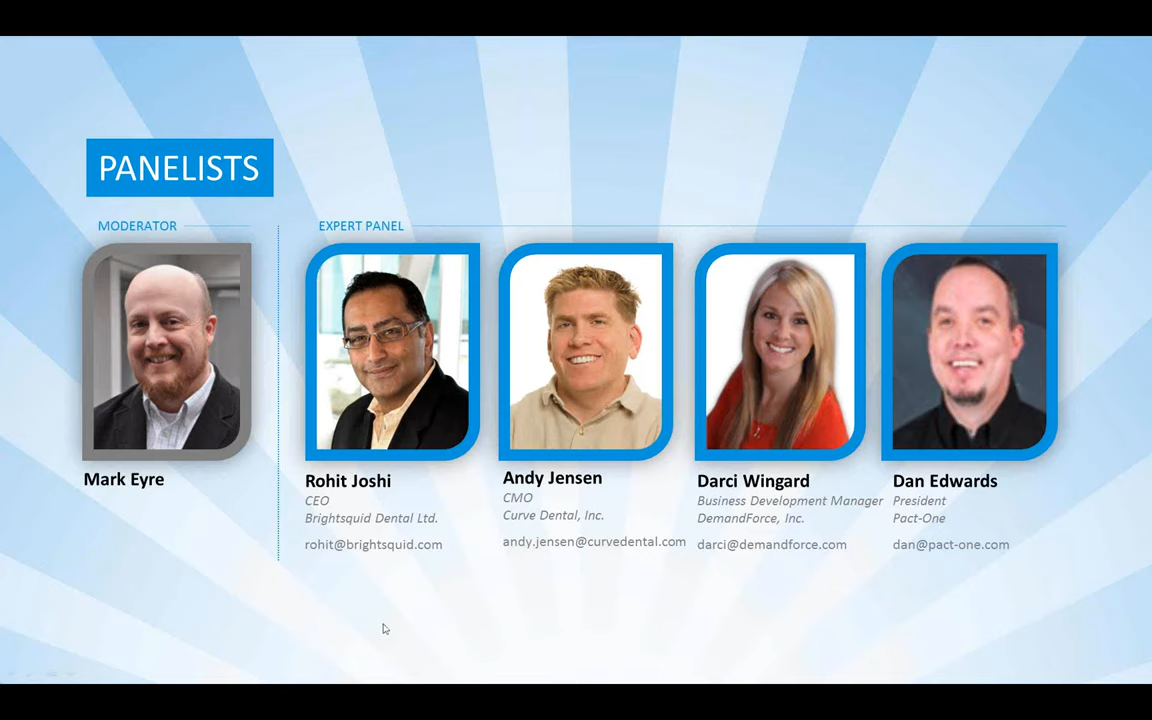 PANELISTS
MODERATOR
EXPERT PANEL
Mark Eyre
Rohit Joshi
CEO
Brightsquid Dental Ltd.
rohit@brightsquid.com
Andy Jensen
CMO
Curve Dental, Inc.
andy.jensen@curvedental.com
Darci Wingard
Business Development Manager
DemandForce, Inc.
darci@demandforce.com
Dan Edwards
President
Pact-One
dan@pact-one.com